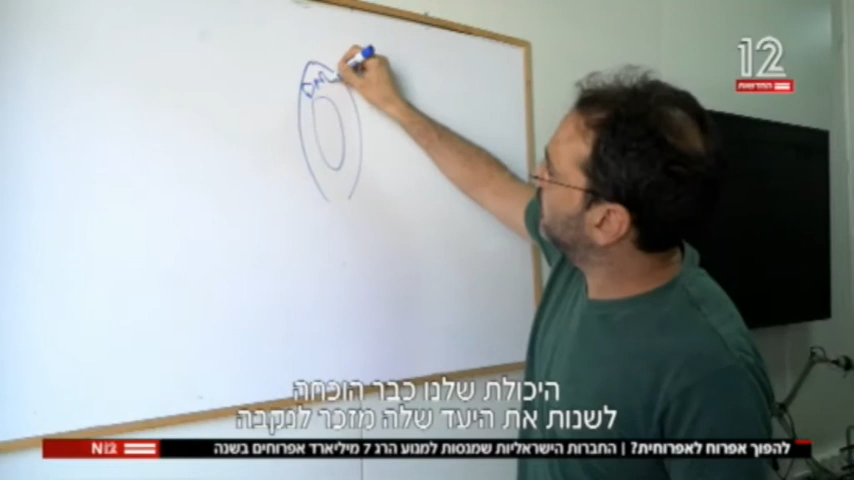 12
החדשות
היכולת שלנו כבר הוכחה
לשנות את היעד שלה מזכר לנקבה
להפוך אפרוח לאפרוחית? | החברות הישראליות שמנסות למנוע הרג 7 מיליארד אפרוחים בשנה
N12